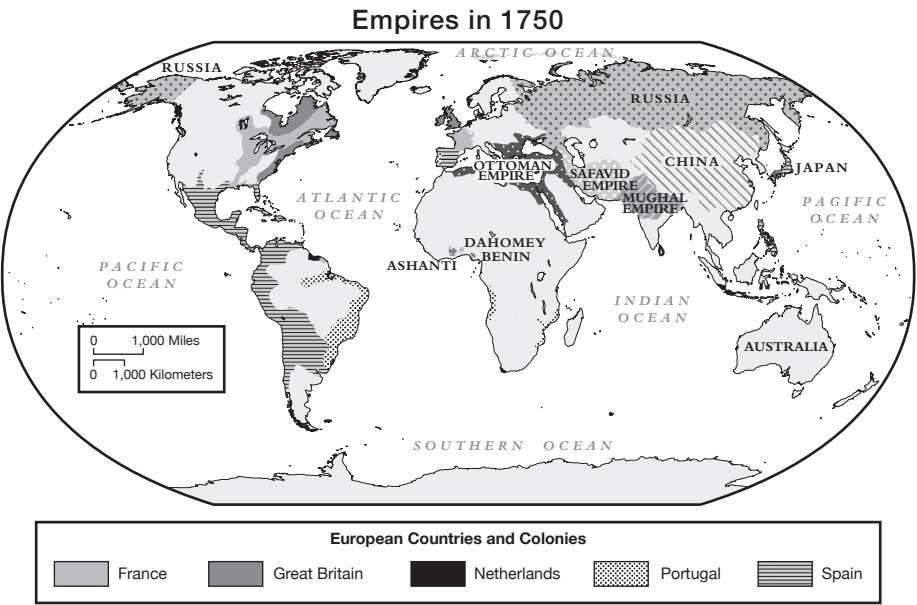 Empires in 1750
ARCTIC OCEAN
RUSSIA
RUSSIA
CHINA
JAPAN
OTTOMAN
EMPIRE
SAFAVID
EMPIRE
MUGHAL
EMPIRE
ATLANTIC
OCEAN
PACIFIC
OCEAN
DAHOMEY
BENIN
ASHANTI
PACIFIC
OCEAN
INDIAN
OCEAN
0 1,000 Miles
0 1,000 Kilometers
AUSTRALIA
SOUTHERN OCEAN
European Countries and Colonies
France
Great Britain
Netherlands
Portugal
Spain